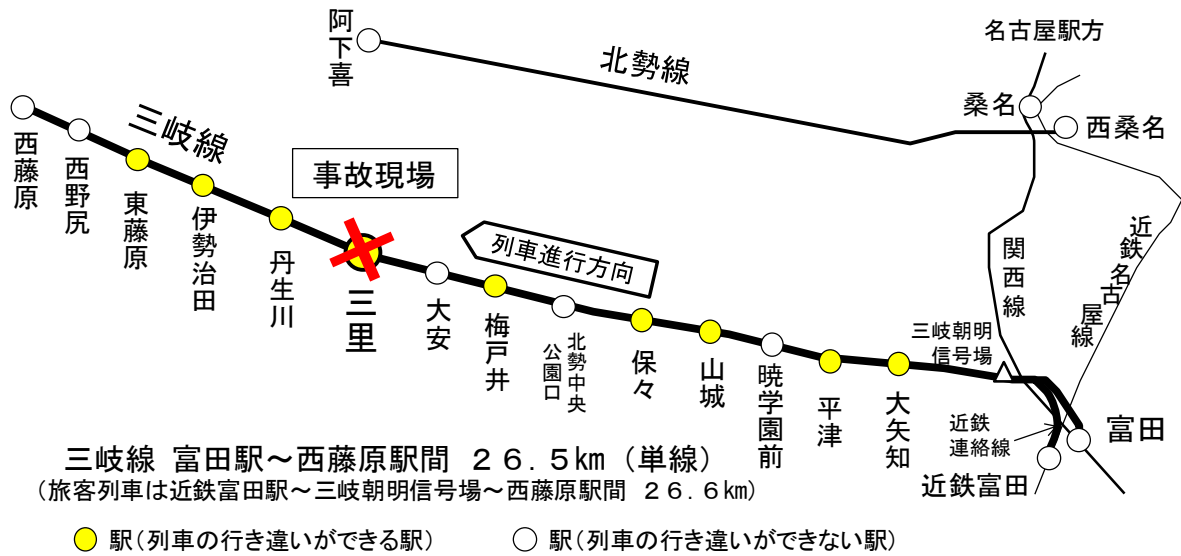 阿下喜
北勢線
名古屋駅方
桑名
西桑名
三岐線
西藤原
西野尻
東藤原
伊勢治田
丹生川
事故現場
三里
列車進行方向
大安
梅戸井
北勢中央
公園口
保々
山城
暁学園前
平津
大矢知
三岐朝明
信号場
関西線
近鉄名古屋線
近鉄
連絡線
富田
近鉄富田
三岐線 富田駅～西藤原駅間 ２６.５km（単線）
（旅客列車は近鉄富田駅～三岐朝明信号場～西藤原駅間 ２６.６km）
駅（列車の行き違いができる駅）
駅（列車の行き違いができない駅）